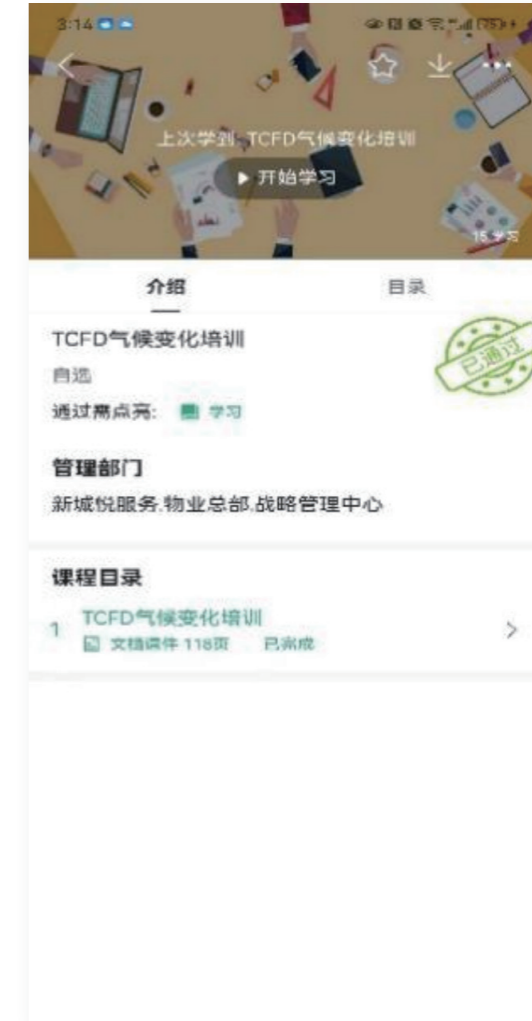 3:14
上次学到 TCFD气候变化培训
开始学习
15 学习
介绍
目录
TCFD气候变化培训
已通过
自选
通过需点亮: 学习
管理部门
新城悦服务.物业总部.战略管理中心
课程目录
1 TCFD气候变化培训
文档课件 118页 已完成